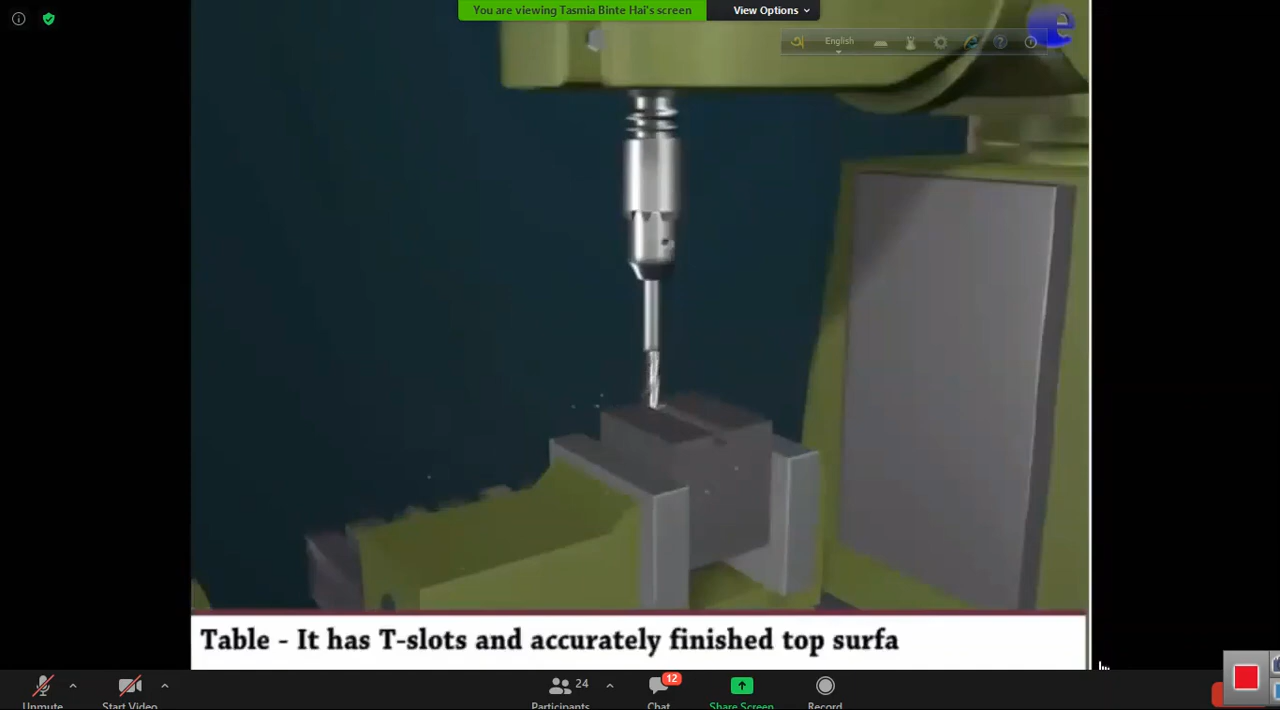 You are viewing Tasmia Binte Hai's screen
View Options
English
Table - It has T-slots and accurately finished top surfa
Unmute
Start Video
24
Participants
12
Chat
Share Screen
Record